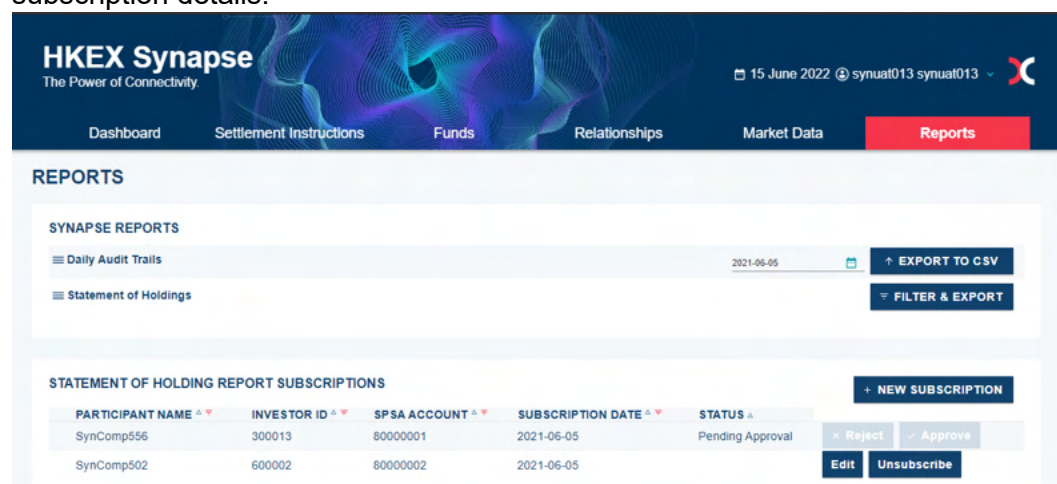 subscription details.
HKEX Synapse
The Power of Connectivity.
15 June 2022 synuat013 synuat013
Dashboard Settlement Instructions Funds Relationships Market Data Reports
REPORTS
SYNAPSE REPORTS
Daily Audit Trails 2021-06-05 ↑ EXPORT TO CSV
Statement of Holdings FILTER & EXPORT
STATEMENT OF HOLDING REPORT SUBSCRIPTIONS + NEW SUBSCRIPTION
PARTICIPANT NAME INVESTOR ID SPSA ACCOUNT SUBSCRIPTION DATE STATUS
SynComp556 300013 80000001 2021-06-05 Pending Approval × Reject ✓ Approve
SynComp502 600002 80000002 2021-06-05 Edit Unsubscribe